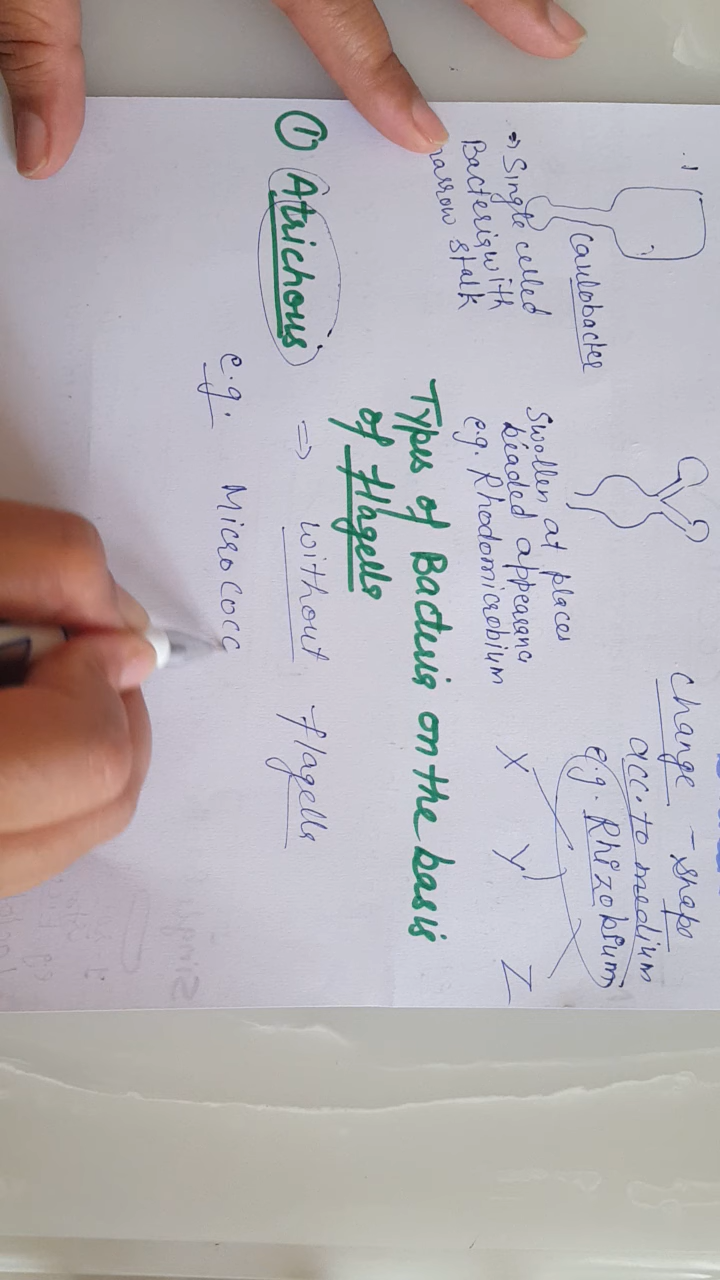 Caulobacter
=) Single celled
Bacteria with
narrow stalk
Swollen at places
beaded appearance
e.g. Rhodomicrobium
change - shape
acc. to medium
e.g. Rhizobium
X Y Z
Types of Bacteria on the basis
of flagella
① Atrichous
=) without flagella
e.g. Micrococc